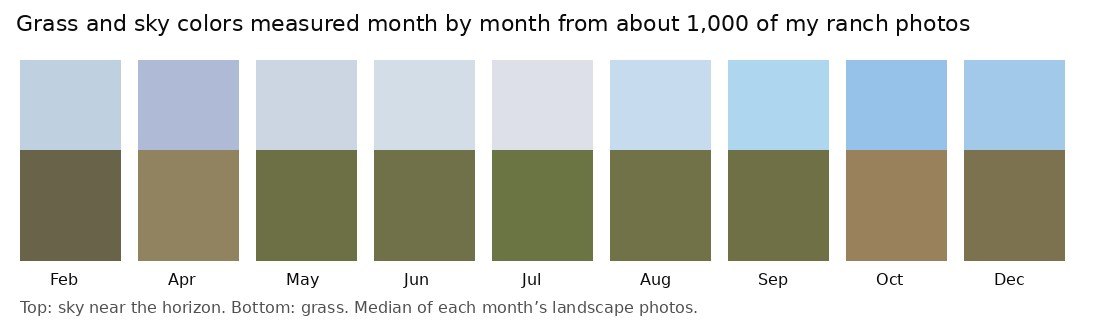 Grass and sky colors measured month by month from about 1,000 of my ranch photos
Feb Apr May Jun Jul Aug Sep Oct Dec
Top: sky near the horizon. Bottom: grass. Median of each month’s landscape photos.